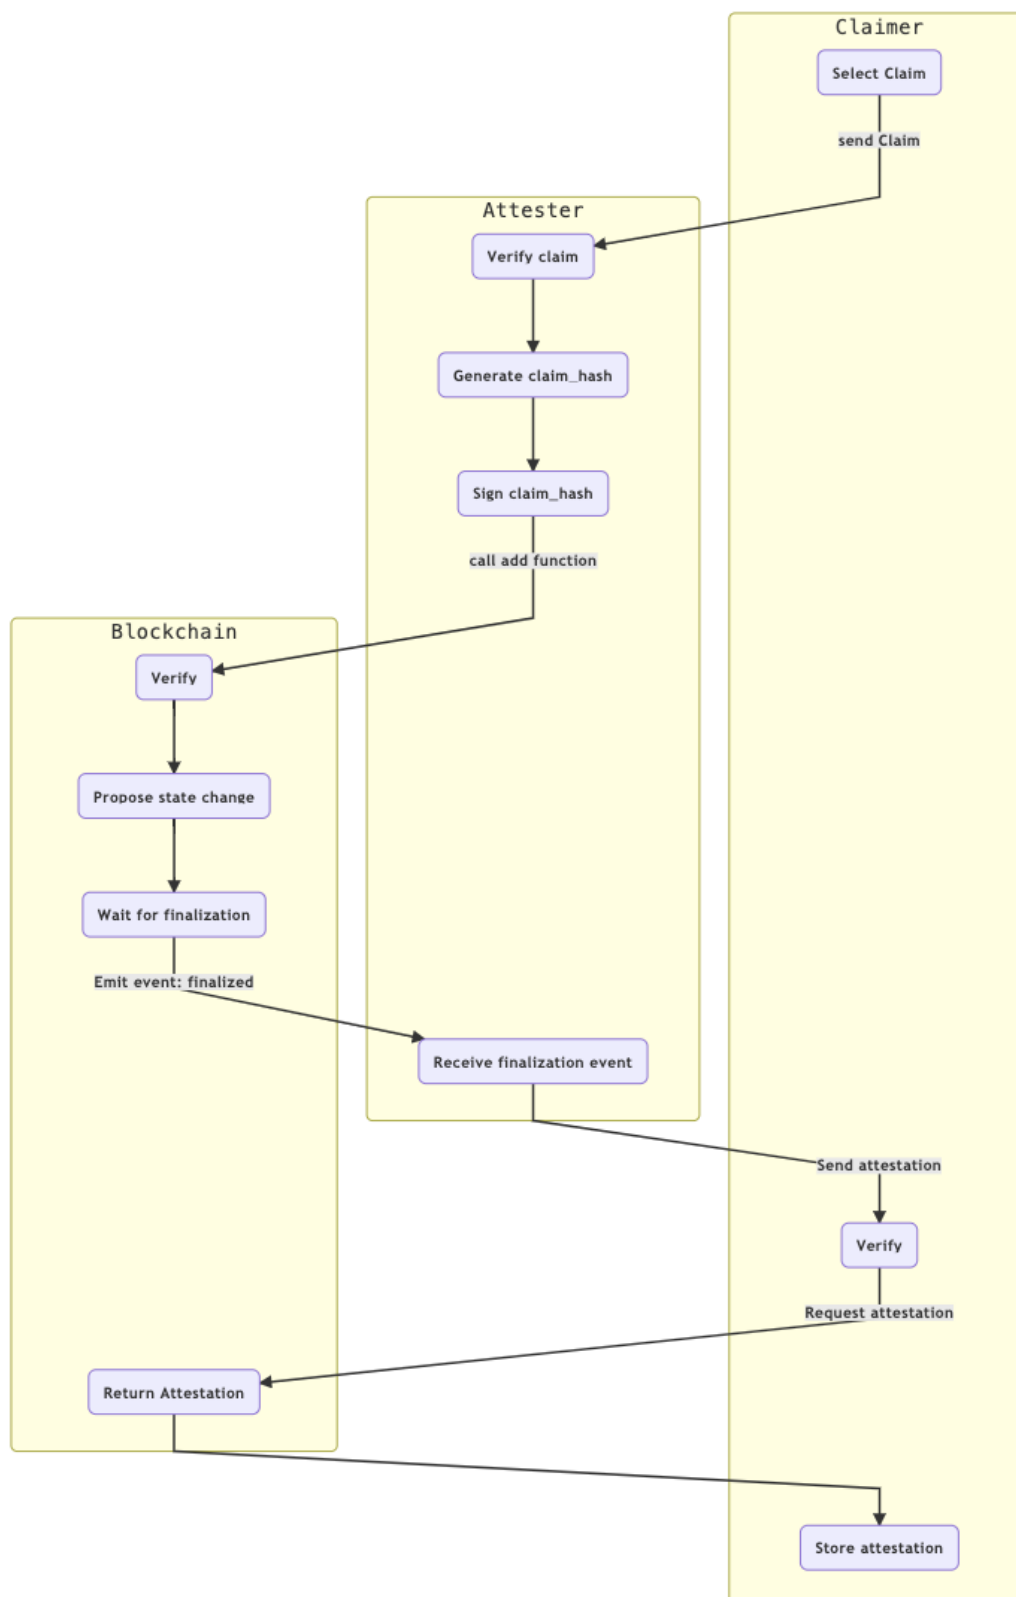 Claimer
Select Claim
send Claim
Attester
Verify claim
Generate claim_hash
Sign claim_hash
call add function
Blockchain
Verify
Propose state change
Wait for finalization
Emit event: finalized
Receive finalization event
Send attestation
Verify
Request attestation
Return Attestation
Store attestation